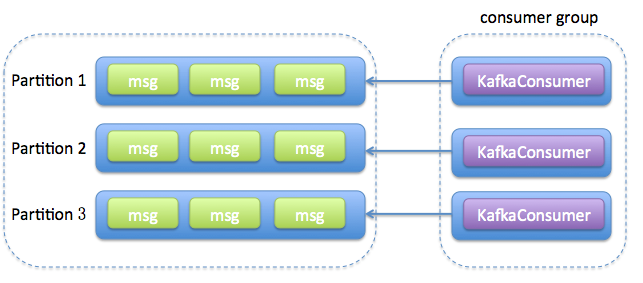 consumer group
Partition 1 msg msg msg KafkaConsumer
Partition 2 msg msg msg KafkaConsumer
Partition 3 msg msg msg KafkaConsumer